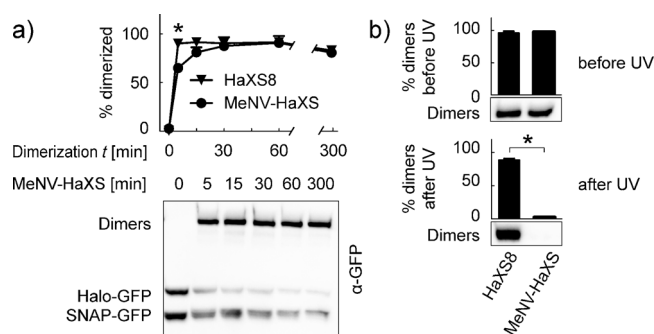 a)
% dimerized
100
50
0
*
HaXS8
MeNV-HaXS
Dimerization t [min]
0 30 60 300
MeNV-HaXS [min]
0 5 15 30 60 300
Dimers
Halo-GFP
SNAP-GFP
α-GFP
b)
% dimers
before UV
100
50
0
before UV
Dimers
% dimers
after UV
100
50
0
*
after UV
Dimers
HaXS8
MeNV-HaXS